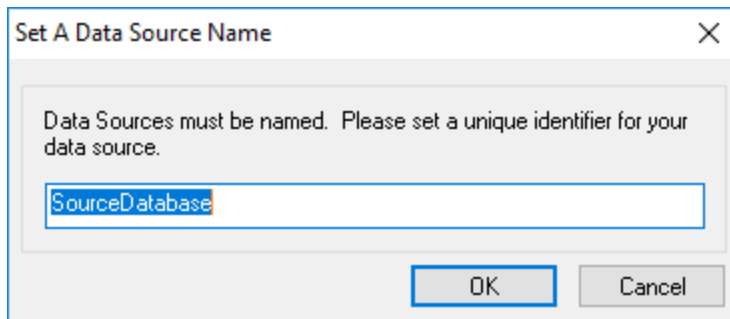 Set A Data Source Name
Data Sources must be named.  Please set a unique identifier for your
data source.
SourceDatabase
OK
Cancel